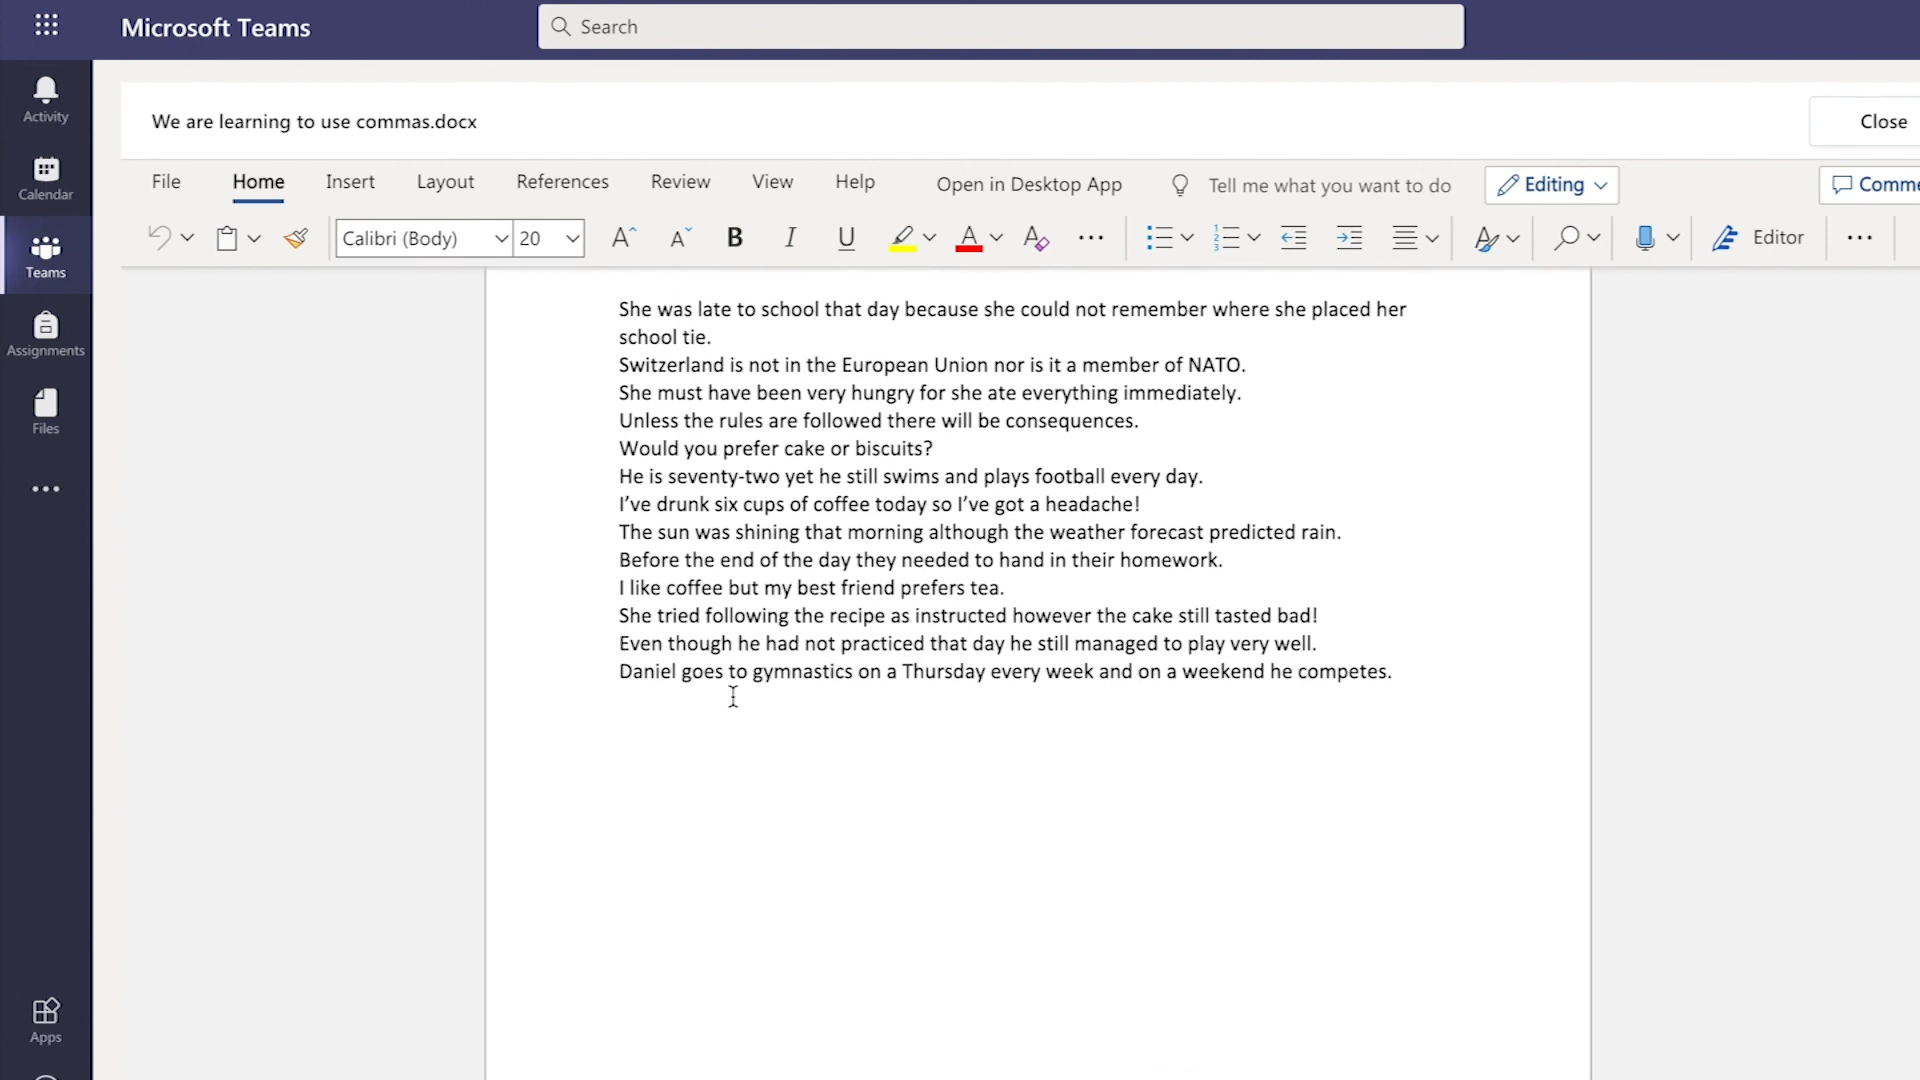 Microsoft Teams
Search
Activity
Calendar
Teams
Assignments
Files
Apps
We are learning to use commas.docx
Close
File Home Insert Layout References Review View Help Open in Desktop App Tell me what you want to do Editing Comme
Calibri (Body) 20 B I U A Editor
She was late to school that day because she could not remember where she placed her
school tie.
Switzerland is not in the European Union nor is it a member of NATO.
She must have been very hungry for she ate everything immediately.
Unless the rules are followed there will be consequences.
Would you prefer cake or biscuits?
He is seventy-two yet he still swims and plays football every day.
I’ve drunk six cups of coffee today so I’ve got a headache!
The sun was shining that morning although the weather forecast predicted rain.
Before the end of the day they needed to hand in their homework.
I like coffee but my best friend prefers tea.
She tried following the recipe as instructed however the cake still tasted bad!
Even though he had not practiced that day he still managed to play very well.
Daniel goes to gymnastics on a Thursday every week and on a weekend he competes.